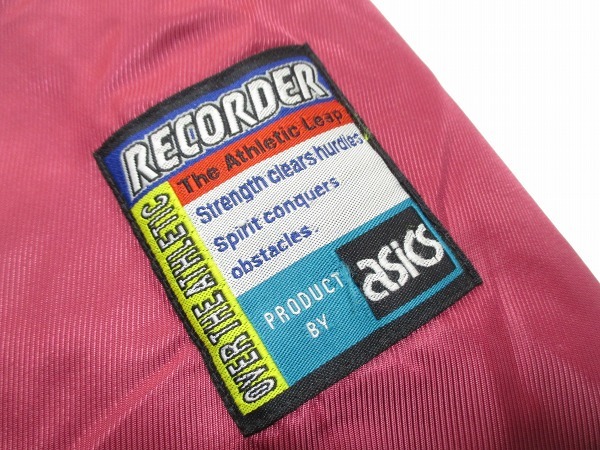 RECORDER
The Athletic Leap
Strength clears hurdles
Spirit conquers
obstacles.
OVER THE ATHLETIC
PRODUCT
BY
asics